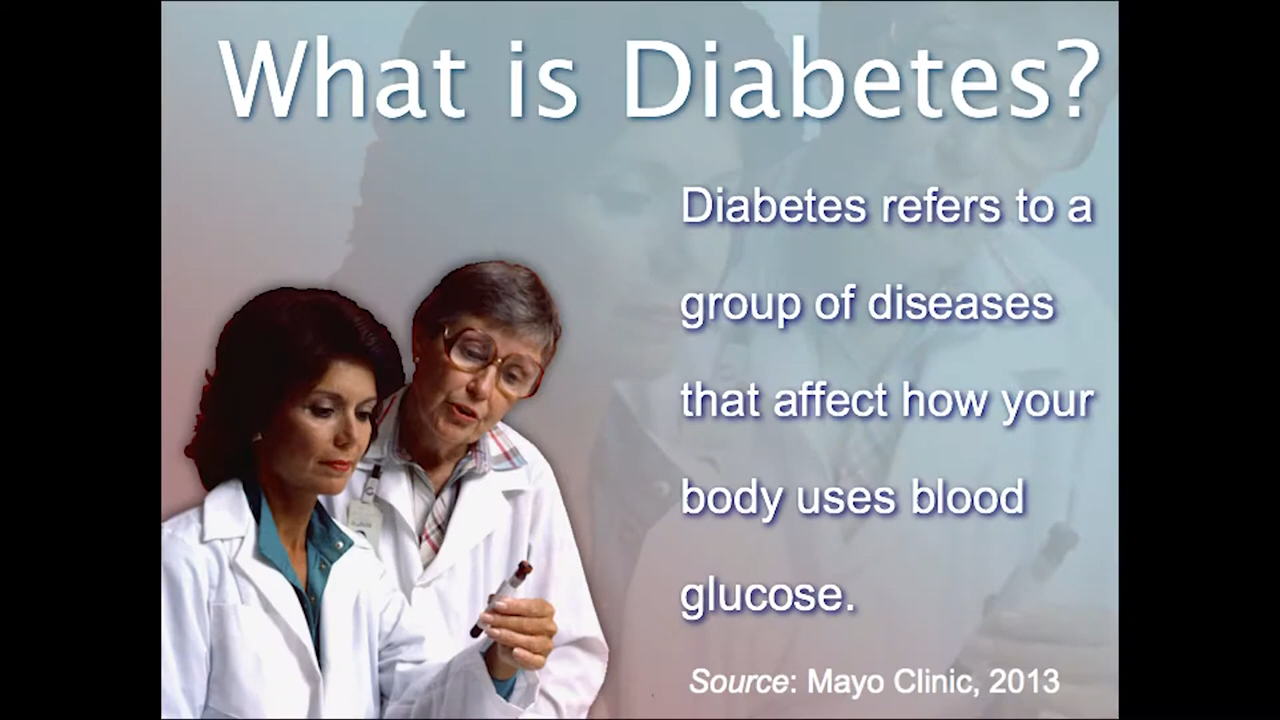 What is Diabetes?
Diabetes refers to a
group of diseases
that affect how your
body uses blood
glucose.
Source: Mayo Clinic, 2013